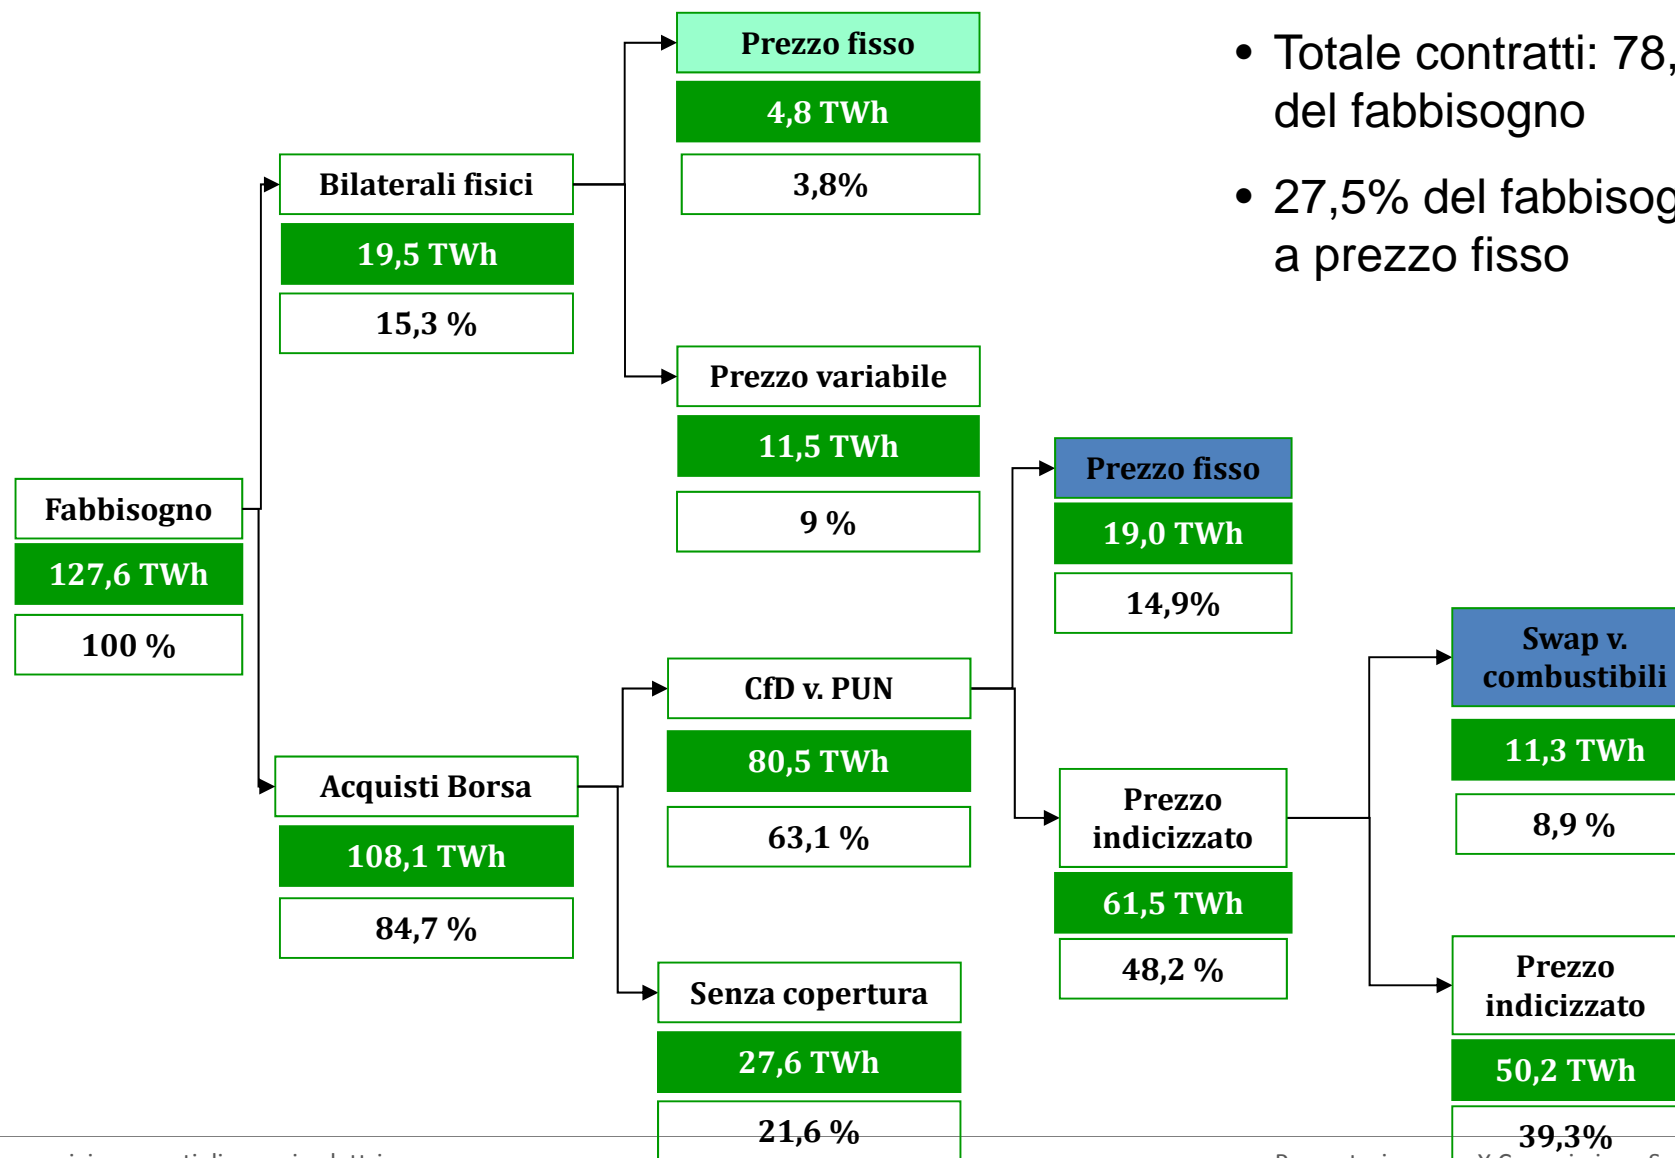 Prezzo fisso
4,8 TWh
3,8%
• Totale contratti: 78,
del fabbisogno
• 27,5% del
a prezzo fisso
Bilaterali fisici
19,5 TWh
15,3 %
Prezzo variabile
11,5 TWh
9 %
Fabbisogno
127,6 TWh
100 %
Prezzo fisso
19,0 TWh
14,9%
CfD v. PUN
80,5 TWh
63,1 %
Swap v.
combustibili
11,3 TWh
8,9 %
Acquisti Borsa
108,1 TWh
84,7 %
Prezzo
indicizzato
61,5 TWh
48,2 %
Senza copertura
27,6 TWh
21,6 %
Prezzo
indicizzato
50,2 TWh
39,3%